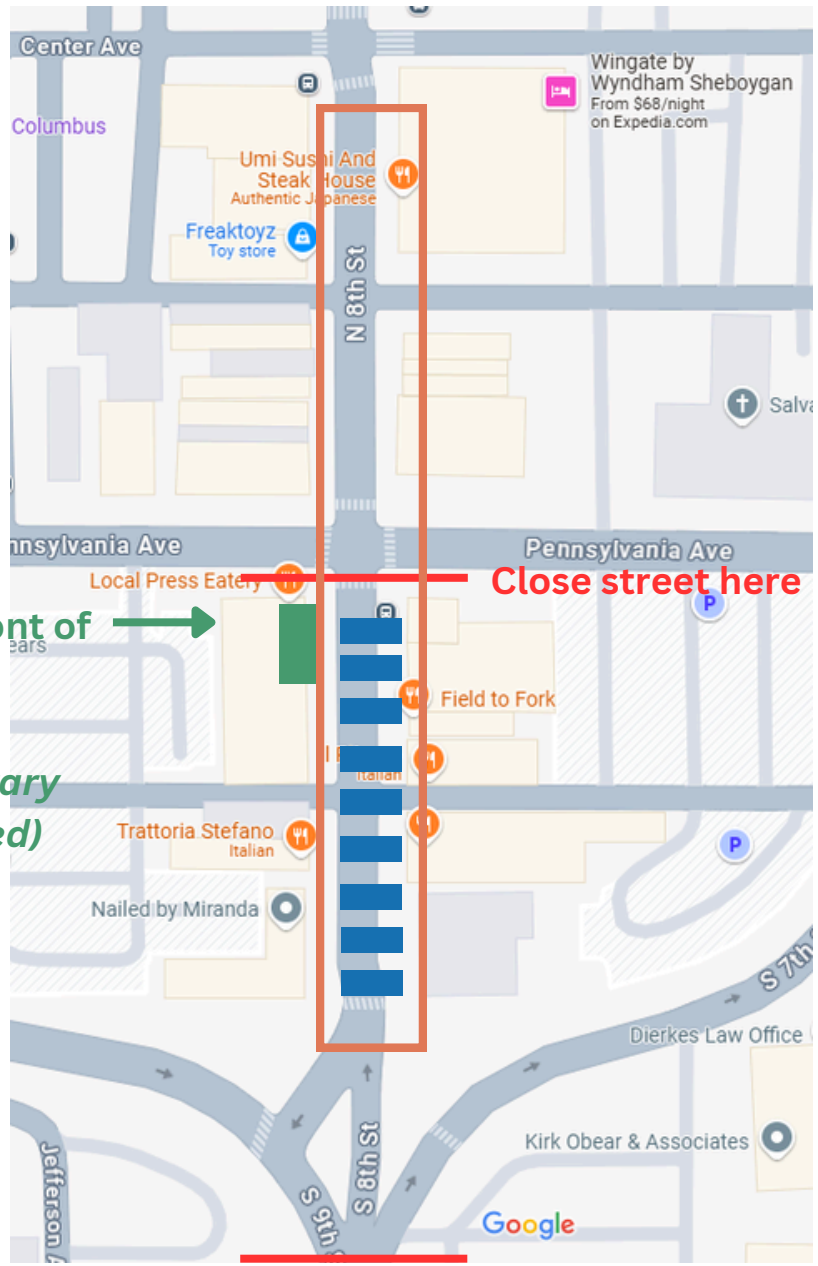 Center Ave
Wingate by
Wyndham Sheboygan
From $68/night
on Expedia.com
Columbus
Umi Sushi And
Steak House
Authentic Japanese
Freaktoyz
Toy store
N 8th St
Salva
nnsylvania Ave
Pennsylvania Ave
Local Press Eatery
Close street here
P
ont of
ears
Field to Fork
Italian
ary
ed)
Trattoria Stefano
Italian
P
Nailed by Miranda
S 7th
Dierkes Law Office
Kirk Obear & Associates
Jefferson A
S 8th St
S 9th
Google